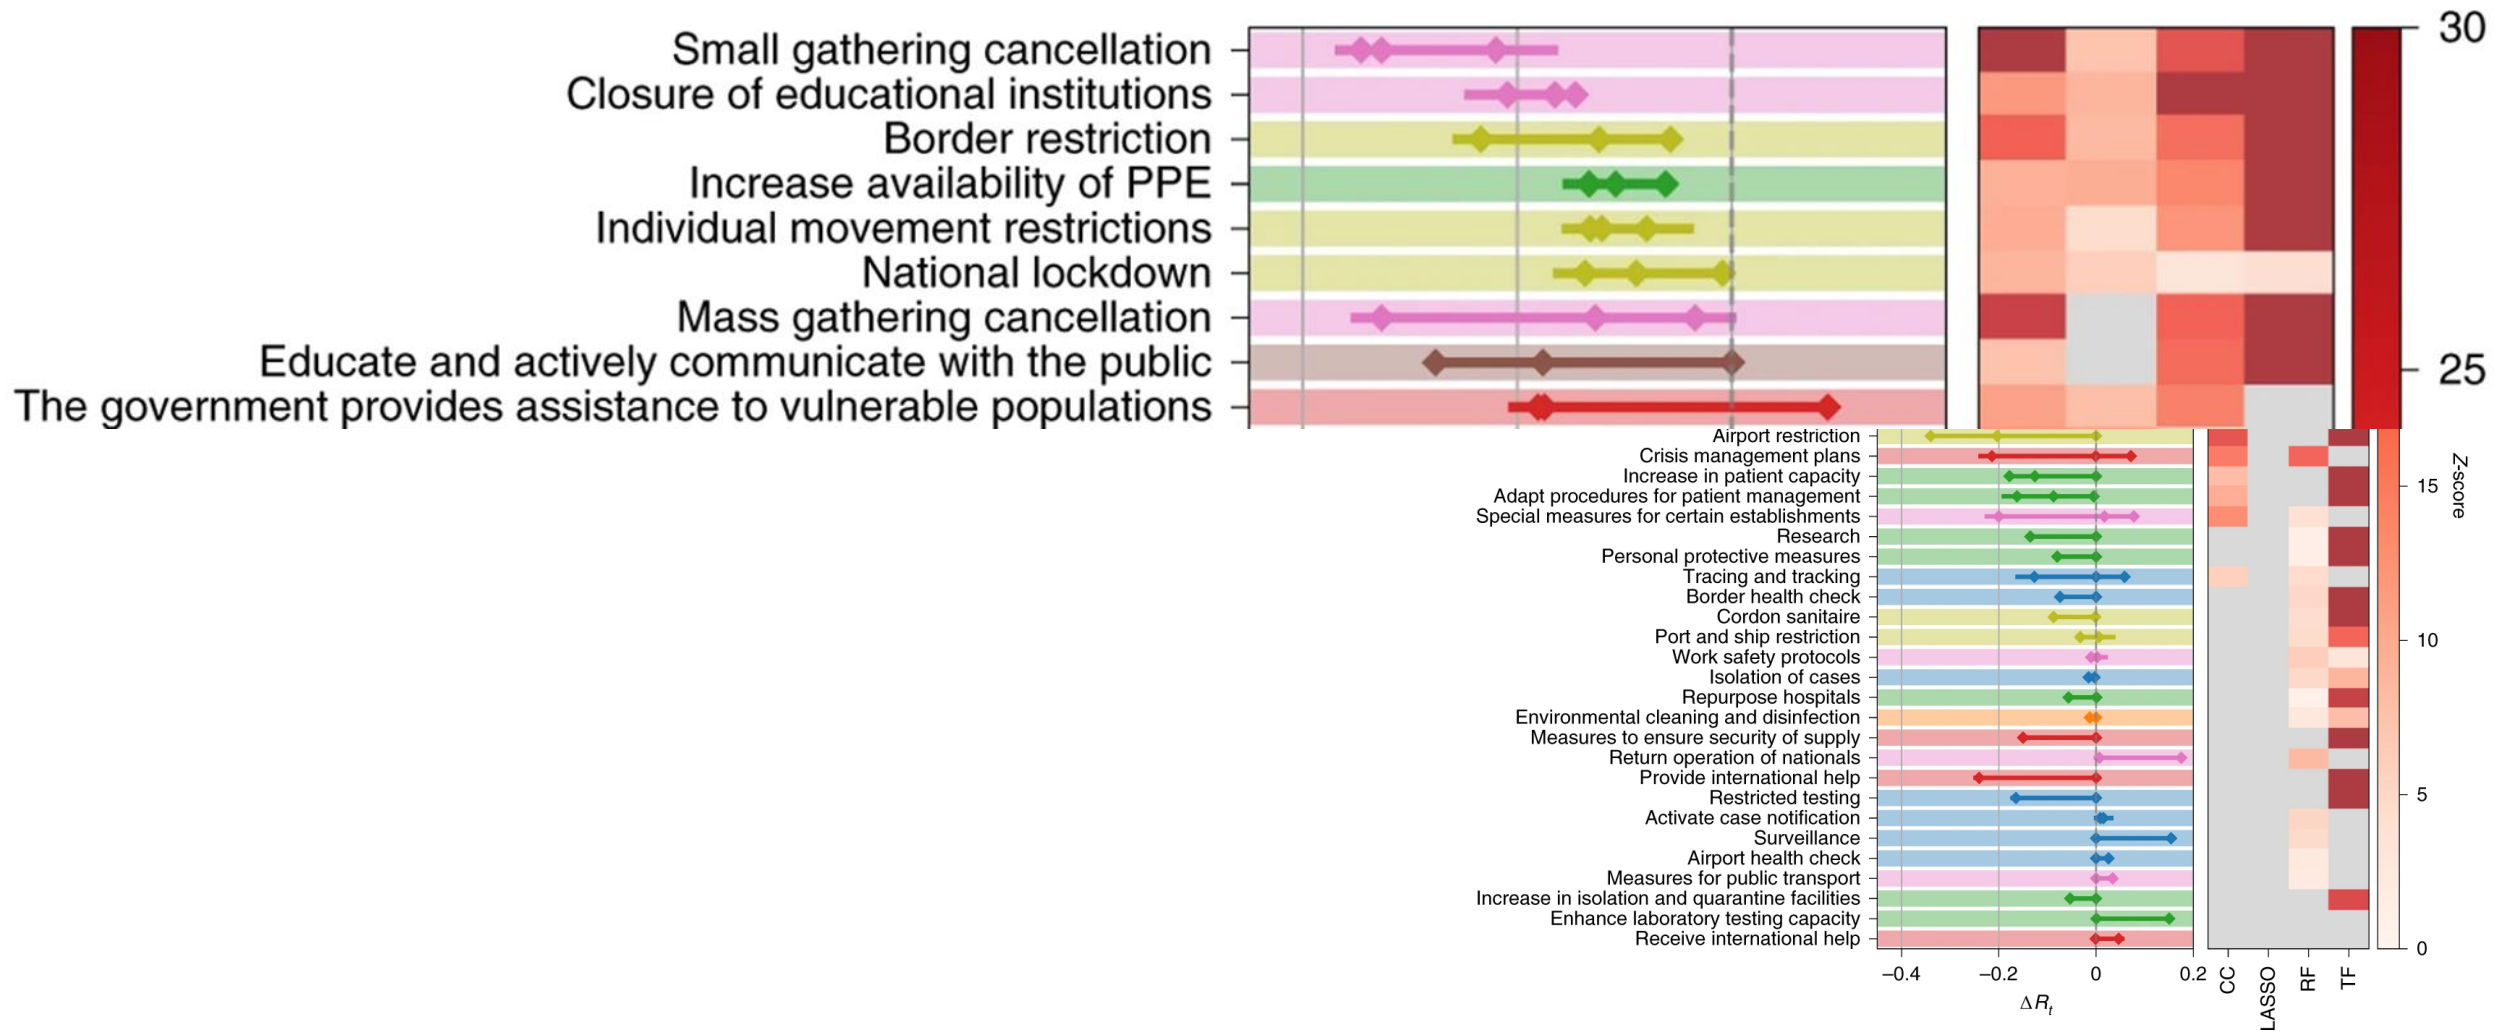 Small gathering cancellation
Closure of educational institutions
Border restriction
Increase availability of PPE
Individual movement restrictions
National lockdown
Mass gathering cancellation
Educate and actively communicate with the public
The government provides assistance to vulnerable populations
30
25
Airport restriction
Crisis management plans
Increase in patient capacity
Adapt procedures for patient management
Special measures for certain establishments
Research
Personal protective measures
Tracing and tracking
Border health check
Cordon sanitaire
Port and ship restriction
Work safety protocols
Isolation of cases
Repurpose hospitals
Environmental cleaning and disinfection
Measures to ensure security of supply
Return operation of nationals
Provide international help
Restricted testing
Activate case notification
Surveillance
Airport health check
Measures for public transport
Increase in isolation and quarantine facilities
Enhance laboratory testing capacity
Receive international help
−0.4 −0.2 0 0.2
ΔRt
CC
LASSO
RF
TF
15
10
5
0
Z-score